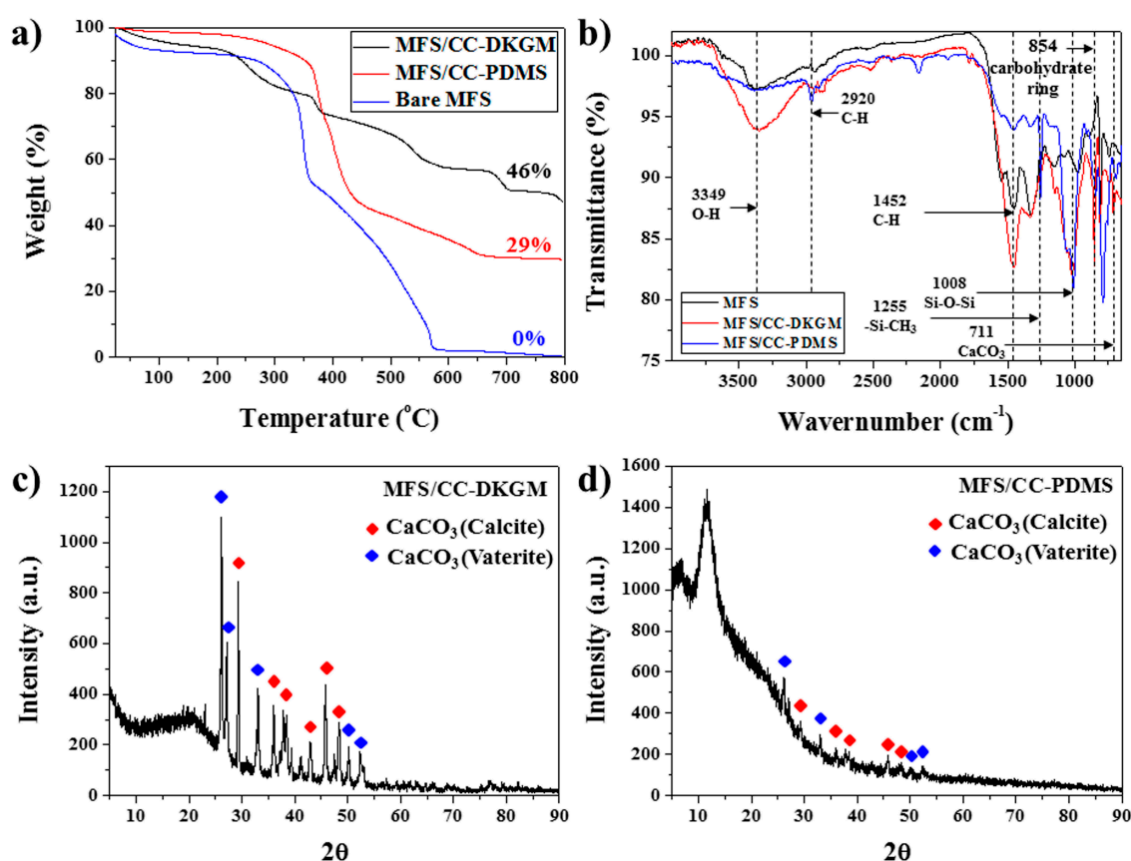 a)
100
80
60
40
20
0
Weight (%)
MFS/CC-DKGM
MFS/CC-PDMS
Bare MFS
46%
29%
0%
100 200 300 400 500 600 700 800
Temperature (°C)
b)
100
95
90
85
80
75
Transmittance (%)
854
carbohydrate
ring
2920
C-H
3349
O-H
1452
C-H
1008
Si-O-Si
1255
-Si-CH₃
711
CaCO₃
MFS
MFS/CC-DKGM
MFS/CC-PDMS
3500 3000 2500 2000 1500 1000
Wavernumber (cm⁻¹)
c)
1200
1000
800
600
400
200
0
Intensity (a.u.)
MFS/CC-DKGM
CaCO₃(Calcite)
CaCO₃(Vaterite)
10 20 30 40 50 60 70 80 90
2θ
d)
1600
1400
1200
1000
800
600
400
200
0
Intensity (a.u.)
MFS/CC-PDMS
CaCO₃(Calcite)
CaCO₃(Vaterite)
10 20 30 40 50 60 70 80 90
2θ